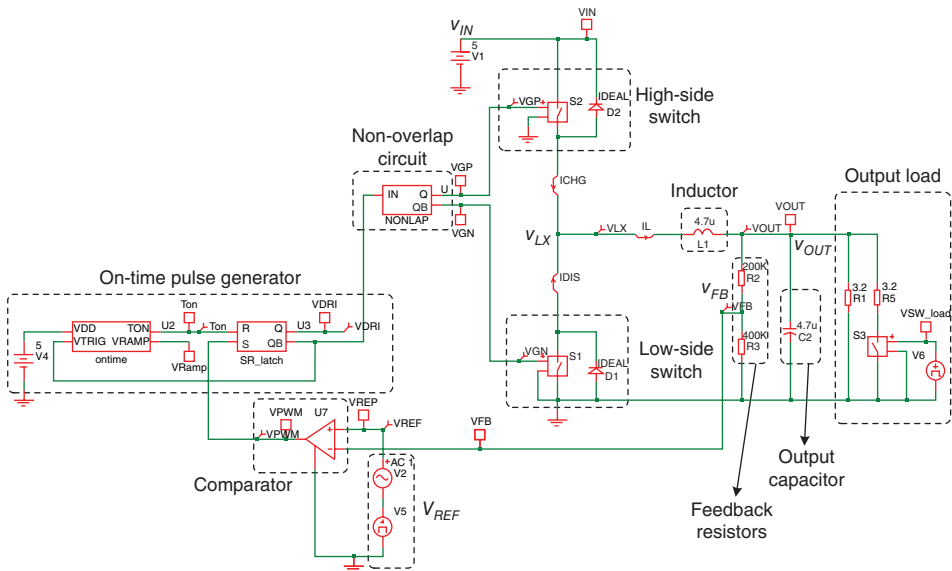 VIN
v_IN
5
V1
High-side
switch
VGP
S2
IDEAL
D2
Non-overlap
circuit
VGP
IN
Q
QB
U
NONLAP
VGN
ICHG
Inductor
4.7u
L1
Output load
VOUT
v_LX
VLX
IL
VOUT
v_OUT
IDIS
200K
R2
v_FB
VFB
400K
R3
4.7u
C2
3.2
R1
3.2
R5
VSW_load
S3
V6
On-time pulse generator
Ton
VDRI
VDD
VTRIG
TON
VRAMP
U2
Ton
R
S
Q
QB
U3
VDRI
5
V4
ontime
VRamp
SR_latch
VGN
S1
IDEAL
D1
Low-side
switch
VPWM
VPWM
U7
VREP
VREF
VFB
Comparator
AC 1
V2
V5
V_REF
Output
capacitor
Feedback
resistors